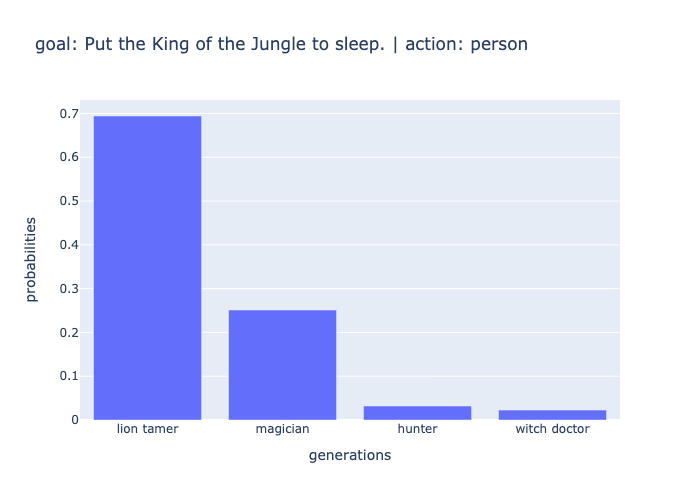 goal: Put the King of the Jungle to sleep. | action: person
0.7
0.6
0.5
0.4
0.3
0.2
0.1
0
probabilities
lion tamer
magician
hunter
witch doctor
generations